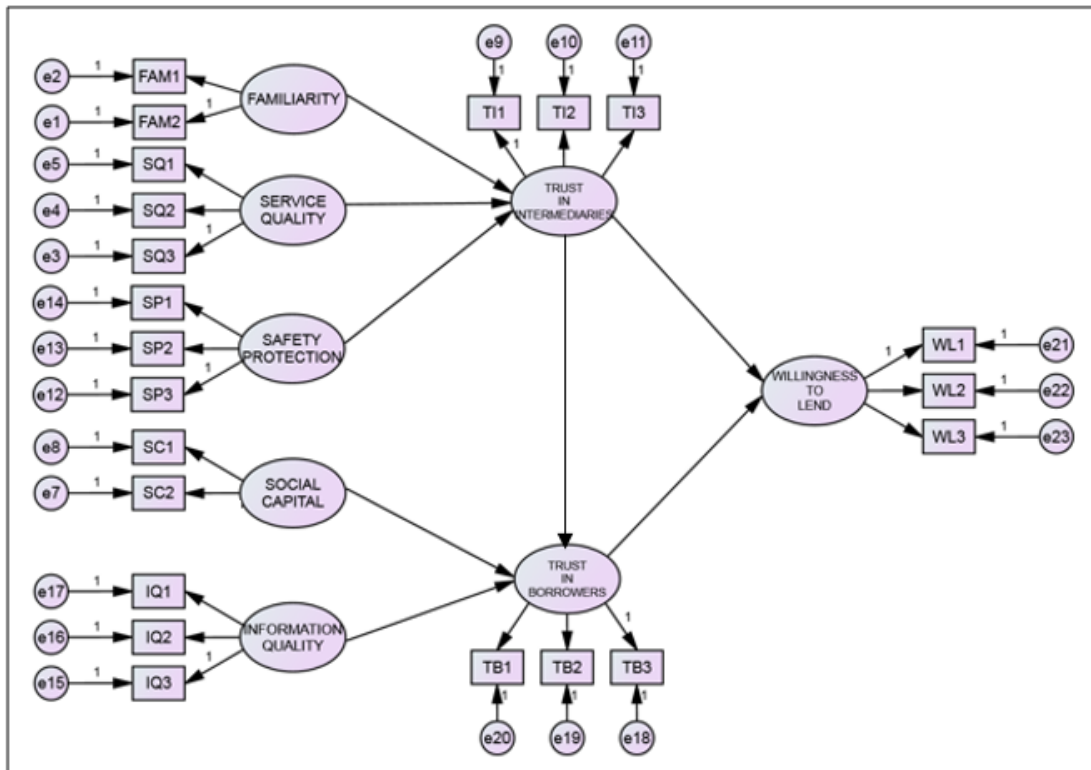 e9
e10
e11
1
1
1
TI1
TI2
TI3
1
e2
1
FAM1
e1
1
FAM2
1
FAMILIARITY
e5
1
SQ1
e4
1
SQ2
e3
1
SQ3
1
SERVICE
QUALITY
TRUST
IN
INTERMEDIARIES
e14
1
SP1
e13
1
SP2
e12
1
SP3
1
SAFETY
PROTECTION
WILLINGNESS
TO
LEND
1
WL1
1
e21
WL2
1
e22
WL3
1
e23
e8
1
SC1
e7
1
SC2
SOCIAL
CAPITAL
e17
1
IQ1
e16
1
IQ2
e15
1
IQ3
1
INFORMATION
QUALITY
TRUST
IN
BORROWERS
1
TB1
TB2
TB3
1
1
1
e20
e19
e18